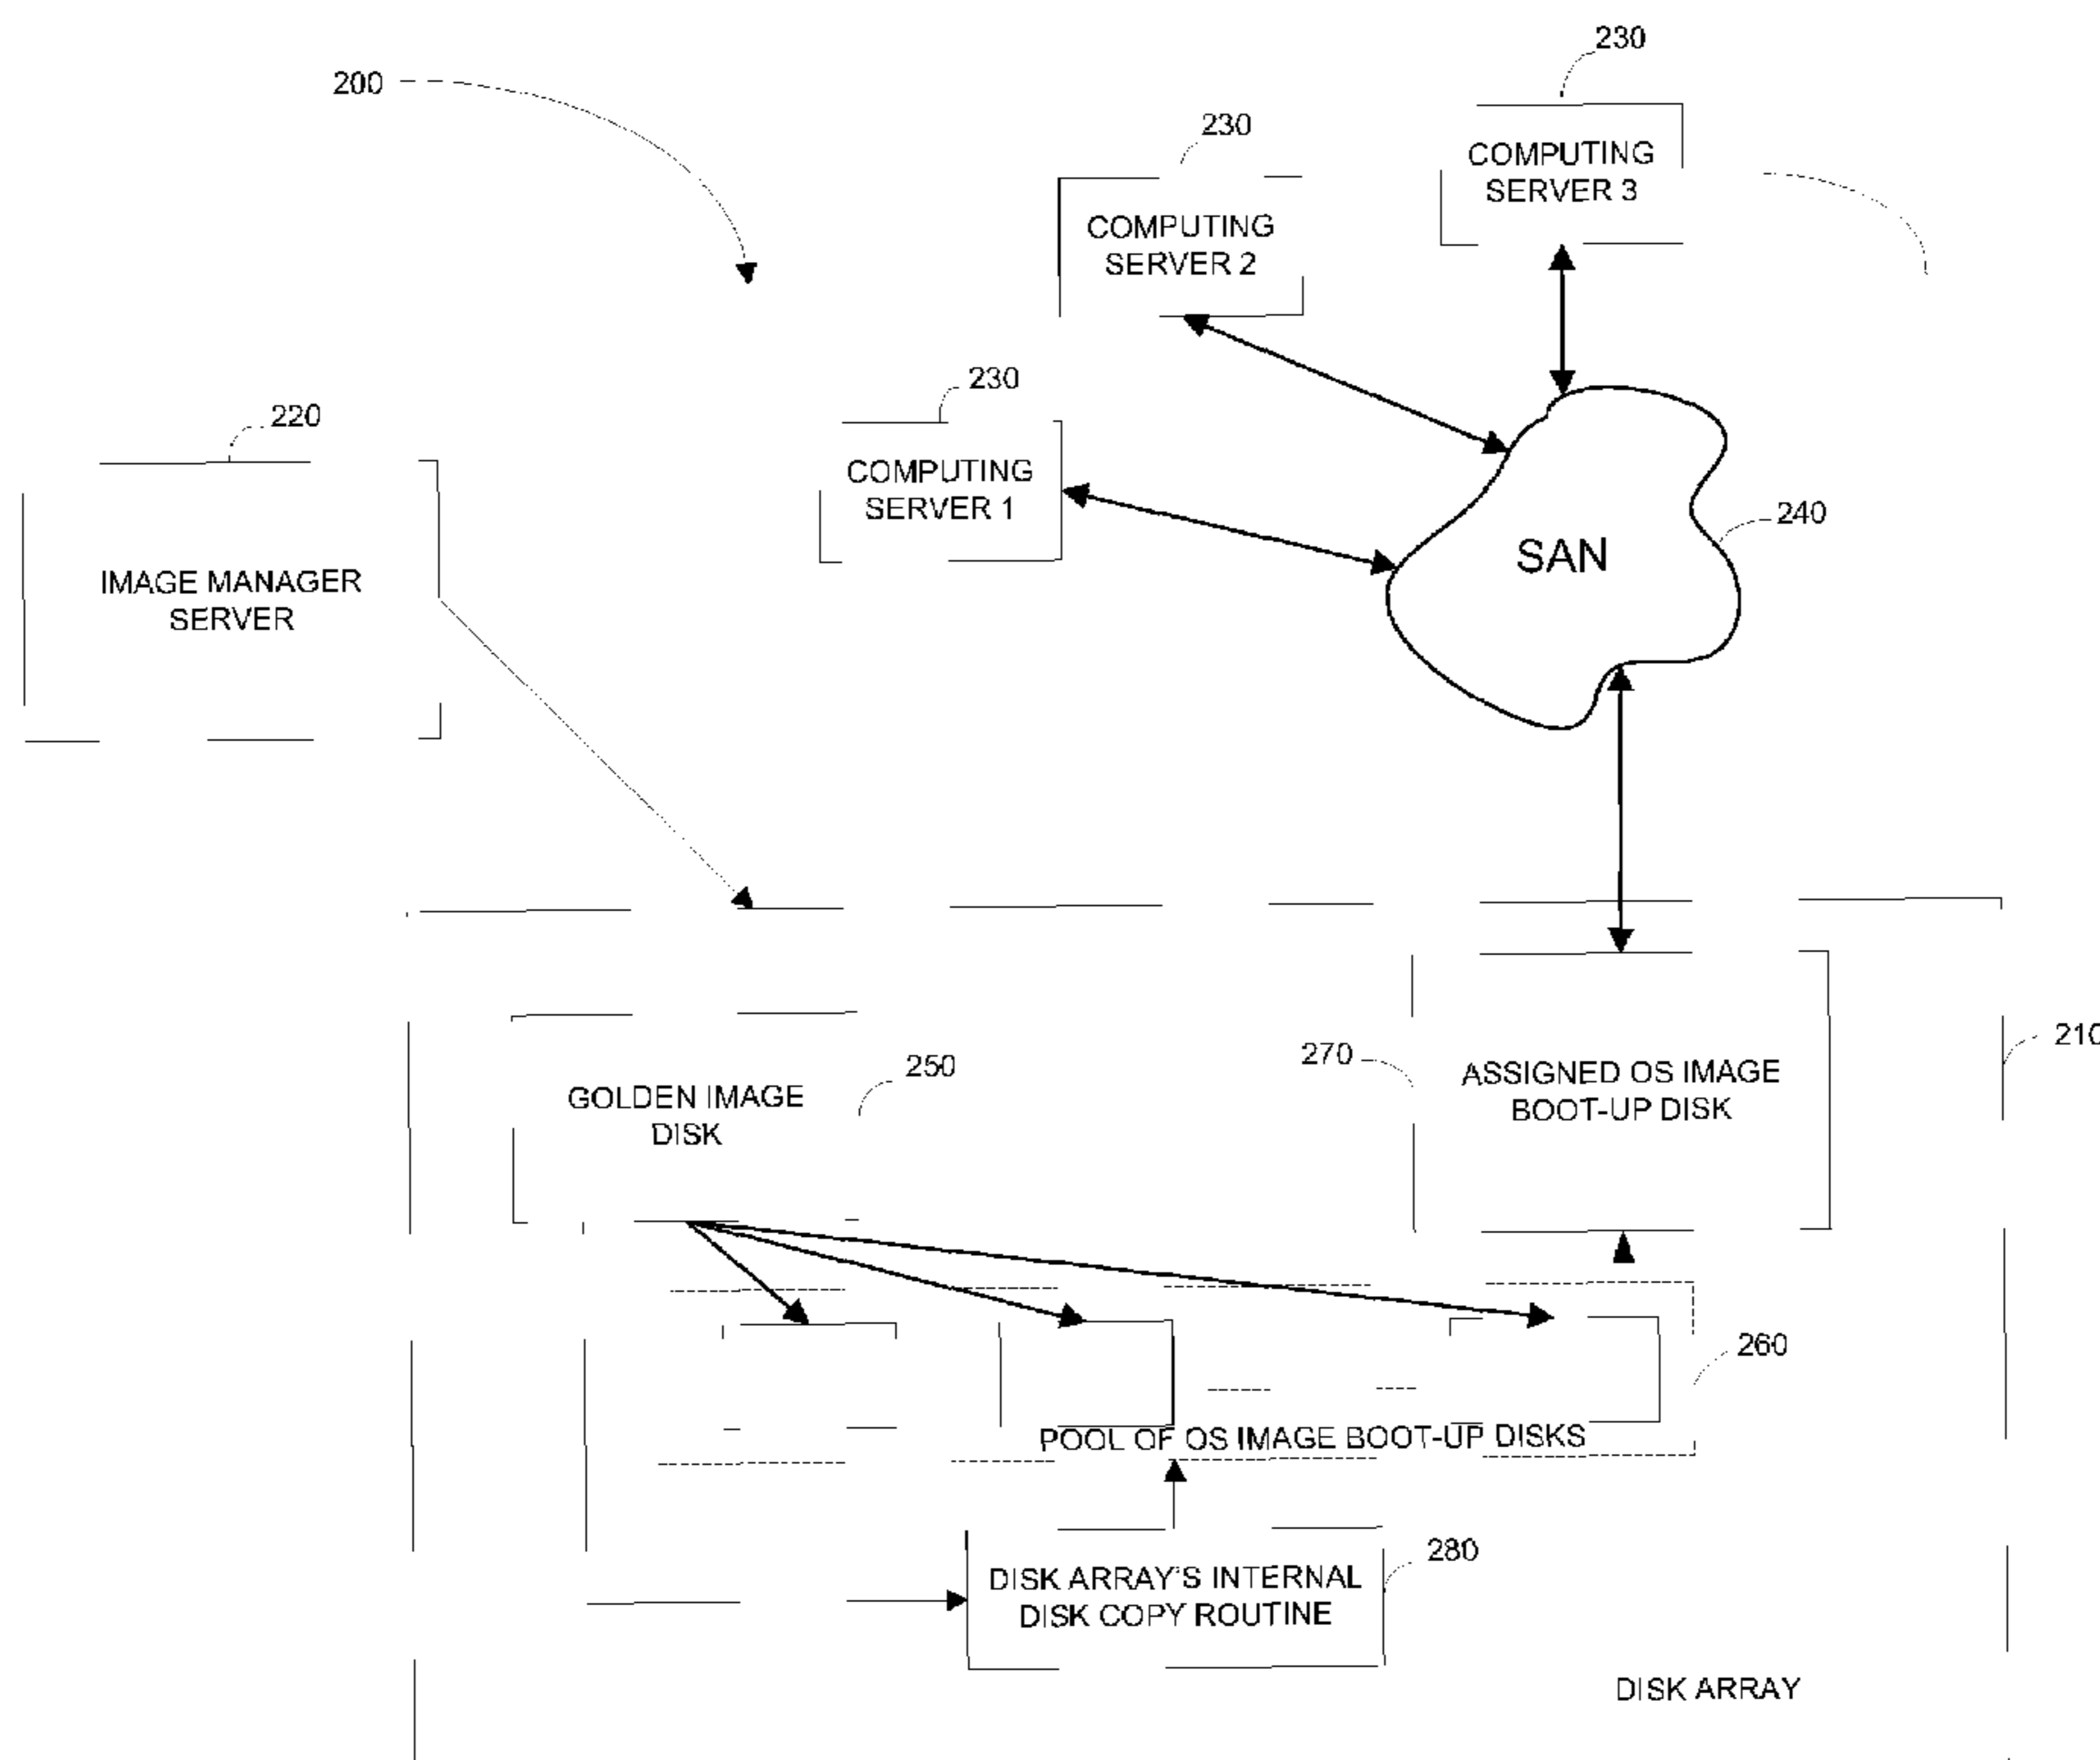 230
200
230
COMPUTING
SERVER 3
COMPUTING
SERVER 2
230
220
COMPUTING
SERVER 1
240
SAN
IMAGE MANAGER
SERVER
210
270
250
ASSIGNED OS IMAGE
BOOT-UP DISK
GOLDEN IMAGE
DISK
260
POOL OF OS IMAGE BOOT-UP DISKS
280
DISK ARRAY'S INTERNAL
DISK COPY ROUTINE
DISK ARRAY